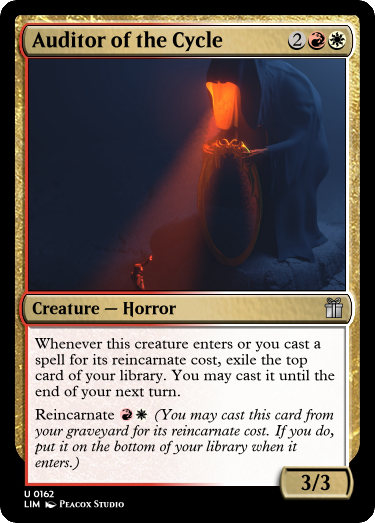 Auditor of the Cycle
2
Creature — Horror
Whenever this creature enters or you cast a
spell for its reincarnate cost, exile the top
card of your library. You may cast it until the
end of your next turn.
Reincarnate (You may cast this card from
your graveyard for its reincarnate cost. If you do,
put it on the bottom of your library when it
enters.)
3/3
U 0162
LIM Peacox Studio